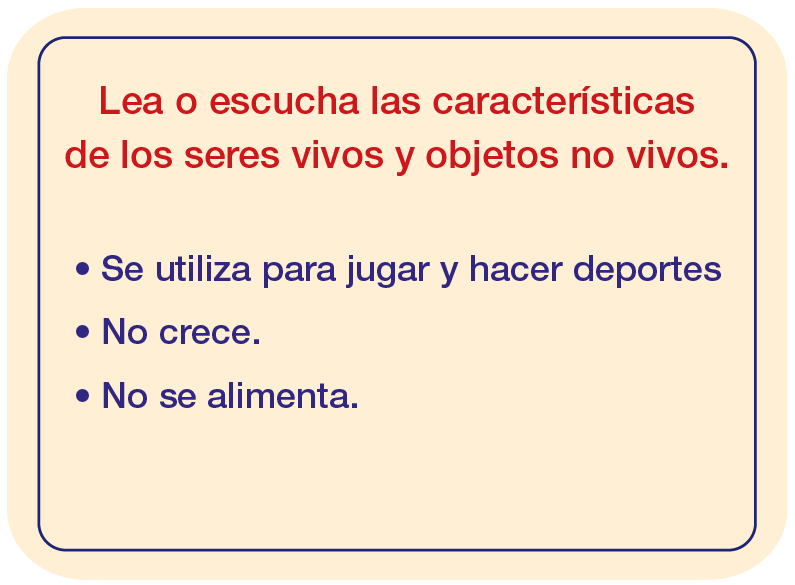 Lea o escucha las características
de los seres vivos y objetos no vivos.
• Se utiliza para jugar y hacer deportes
• No crece.
• No se alimenta.